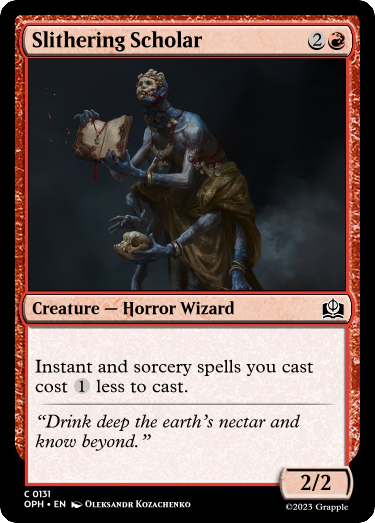 Slithering Scholar 2
Creature — Horror Wizard
Instant and sorcery spells you cast
cost 1 less to cast.
“Drink deep the earth’s nectar and
know beyond.”
2/2
C 0131
OPH • EN Oleksandr Kozachenko
©2023 Grapple